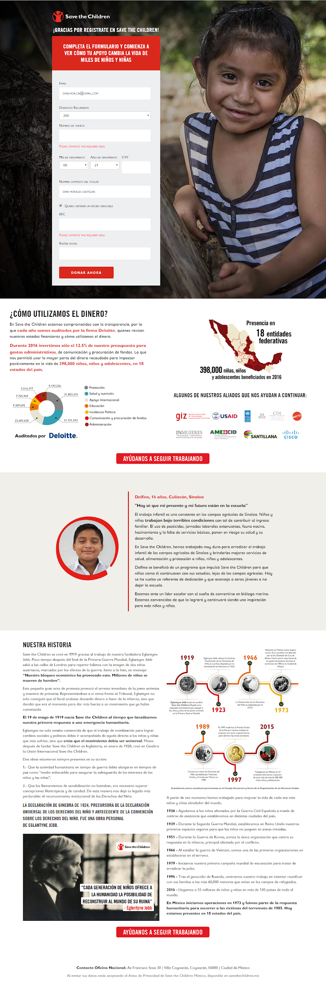 Save the Children
¡GRACIAS POR REGISTRATE EN SAVE THE CHILDREN!
COMPLETA EL FORMULARIO Y COMIENZA A
VER CÓMO TU APOYO CAMBIA LA VIDA DE
MILES DE NIÑOS Y NIÑAS
Email
denlmor.ca@gmail.com
Donativo Recurrente
200
Número de tarjeta
Please complete this required field.
Mes de vencimiento Año de vencimiento CVV
08 21
Nombre completo del titular
deni morales castelan
Quiero obtener un recibo deducible
RFC
Please complete this required field.
Razón social
DONAR AHORA
¿CÓMO UTILIZAMOS EL DINERO?
En Save the Children estamos comprometidos con la transparencia, por lo
que cada año somos auditados por la firma Deloitte, quienes revisan
nuestros estados financieros y cómo utilizamos el dinero.
Durante 2016 invertimos sólo el 12.5% de nuestro presupuesto para
gastos administrativos, de comunicación y procuración de fondos. Lo que
nos permitió usar la mayor parte del dinero recaudado para impactar
positivamente en la vida de 398,000 niñas, niños y adolescentes, en 18
estados del país.
9,193,236
5,516,377
7,745,949
9,309,692
22,403,620
31,803,276
31,751,593
Protección
Salud y nutrición
Apoyo Internacional
Educación
Incidencia Política
Comunicación y procuración de fondos
Administración
Auditados por Deloitte.
Presencia en
18 entidades
federativas
398,000 niñas, niños
y adolescentes beneficiados en 2016
ALGUNOS DE NUESTROS ALIADOS QUE NOS AYUDAN A CONTINUAR:
giz
USAID
PNUD
CDI
MATTEL
INMUJERES
INSTITUTO NACIONAL DE LAS MUJERES
AMEXCID
SANTILLANA
CISCO
AYÚDANOS A SEGUIR TRABAJANDO
Delfino, 14 años. Culiacán, Sinaloa
"Hoy sé que mi presente y mi futuro están en la escuela"
El trabajo infantil es una constante en los campos agrícolas de Sinaloa. Niños y
niñas trabajan bajo terribles condiciones con tal de contribuir al ingreso
familiar. El uso de pesticidas, jornadas laborales extenuantes, fauna nociva,
hacinamiento y la falta de servicios básicos, ponen en riesgo su salud y su
desarrollo.
En Save the Children, hemos trabajado muy duro para erradicar el trabajo
infantil de los campos agrícolas de Sinaloa y brindarles mejores servicios de
salud, alimentación y protección a niñas, niños y adolescentes.
Delfino se benefició de un programa que impulsó Save the Children para que
niños como él continuasen con sus estudios, lejos de los campos agrícolas. Hoy
se ha vuelto un referente de dedicación y que aconseja a otros jóvenes a no
dejar la escuela.
Estamos ante un líder escolar con el sueño de convertirse en biólogo marino.
Estamos convencidos de que lo logrará y continuará siendo una inspiración
para más niñas y niños.
NUESTRA HISTORIA
Save the Children se creó en 1919 gracias al trabajo de nuestra fundadora Eglantyne
Jebb. Poco tiempo después del final de la Primera Guerra Mundial, Eglantyne Jebb
salió a las calles de Londres para repartir folletos con la imagen de dos niños
austriacos, marcados por los efectos de la guerra. Junto a la foto, un mensaje:
"Nuestro bloqueo económico ha provocado esto. Millones de niños se
mueren de hambre".
Este pequeño gran acto de protesta provocó el arresto inmediato de la joven activista
y maestra de primaria. Representándose a sí mima frente al Tribunal, Eglantyne no
solo consiguió que el fiscal acabase donando dinero a favor de la infancia, sino que
decidió que era el momento para dar más fuerza a un movimiento que ya había
comenzado.
El 19 de mayo de 1919 nacía Save the Children al tiempo que lanzábamos
nuestra primera respuesta a una emergencia humanitaria.
Eglantyne no solo estaba convencida de que el trabajo de movilización para lograr
cambios sociales y políticos debía ir acompañado de ayuda directa a los niños y niñas
que más sufrían, sino que creía que el movimiento debía ser universal. Meses
después de fundar Save the Children en Inglaterra, en enero de 1920, creó en Ginebra
la Unión Internacional Save the Children.
Dos ideas estuvieron siempre presentes en su acción:
1.- Que la actividad humanitaria en tiempo de guerra debía alargarse en tiempos de
paz como "medio indiscutible para asegurar la salvaguarda de los intereses de los
niños y las niñas".
2.- Que los llamamientos de sensibilización no bastaban, era necesario superar
concepciones filantrópicas y de caridad. De esta manera nos dejó su legado más
perdurable: el reconocimiento institucional de los Derechos del Niño.
LA DECLARACIÓN DE GINEBRA DE 1924, PRECURSORA DE LA DECLARACIÓN
UNIVERSAL DE LOS DERECHOS DEL NIÑO Y ANTECEDENTE DE LA CONVENCIÓN
SOBRE LOS DERECHOS DEL NIÑO, FUE UNA OBRA PERSONAL
DE EGLANTYNE JEBB.
Save the Children
"CADA GENERACIÓN DE NIÑOS OFRECE A
LA HUMANIDAD LA POSIBILIDAD DE
RECONSTRUIR AL MUNDO DE SU RUINA"
- Eglentyne Jebb
1919
Eglantyne Jebb funda en Londres
Save the Children Fund como
respuesta humanitaria para apoyar a
los niños y niñas de los países vencidos
en la Primera Guerra Mundial.
Eglantyne Jebb, redacta la histórica
Declaración de los Derechos del
Niño, la cual fue adoptada por la
Sociedad de las Naciones en 1924.
1923
1946
La Declaración de los Derechos
del Niño es adoptada por la
ONU
Nacemos en México como organi-
zación de la sociedad civil liderada
por la Sra. Elizabeth de Cou de
Beteta. Fuimos parte importante de
la ayuda humanitaria durante el
terremoto de 1985 en la Ciudad de
México.
1973
1989
Convención sobre los Derechos del
Niño aprobada por Naciones
Unidas y firmada por México en
1990.
En 1997 recibimos el Premio Nobel
de la Paz por nuestro trabajo, en
conjunto con otras organizaciones,
para eliminar las minas terrestres.
1997
2015
Trabajamos en México en 21
entidades federativas, impactan-
do en la vida de más de 280,000
niñas, niños y adolescentes.
Actualmente somos consultores permanentes en el Consejo Económico y Social de la Organización de las Naciones Unidas.
A partir de ese momento hemos trabajado para mejorar la vida de cada vez más
niños y niñas alrededor del mundo.
1936 - Ayudamos a los niños afectados por la Guerra Civil Española a través de
centros de asistencia que establecemos en distintas ciudades del país.
1939 - Durante la Segunda Guerra Mundial, establecemos en Reino Unido nuestros
primeros espacios seguros para que los niños no jueguen en zonas minadas.
1951 - Durante la Guerra de Korea, somos la única organización que centra su
respuesta en la infancia, principal afectada por el conflicto.
1966 - Al estallar la guerra de Vietnam, somos una de las primeras organizaciones en
establecerse en el terreno.
1979 - Iniciamos nuestra primera campaña mundial de vacunación para tratar de
erradicar la polio.
1994 - Tras el genocidio de Ruanda, centramos nuestro trabajo en intentar reunificar
con sus familias a los más 60,000 menores que vivían en los campos de refugiados.
2014 - Llegamos a 55 millones de niños y niñas en más de 120 países de todo el
mundo.
En México iniciamos operaciones en 1973 y fuimos parte de la respuesta
humanitaria para socorrer a las víctimas del terremoto de 1985. Hoy
estamos presentes en 18 estados del país.
AYÚDANOS A SEGUIR TRABAJANDO
Contacto Oficina Nacional: Av Francisco Sosa 30 | Villa Coyoacán, Coyoacán, 04000 | Ciudad de México
Al enviar tus datos estás aceptando el Aviso de Privacidad de Save the Children México, disponible en savethechildren.mx